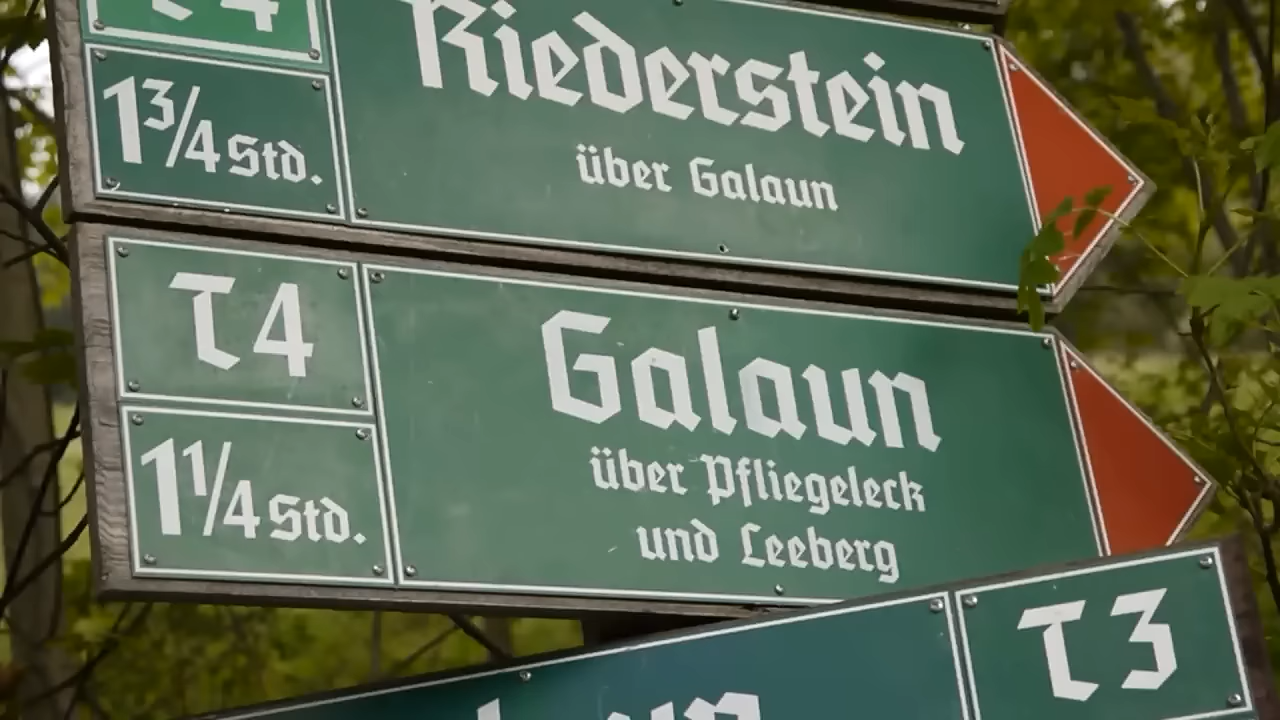 Riederstein
1¾ Std.
über Galaun
T4
Galaun
1¼ Std.
über Pfliegeleck
und Leeberg
T3